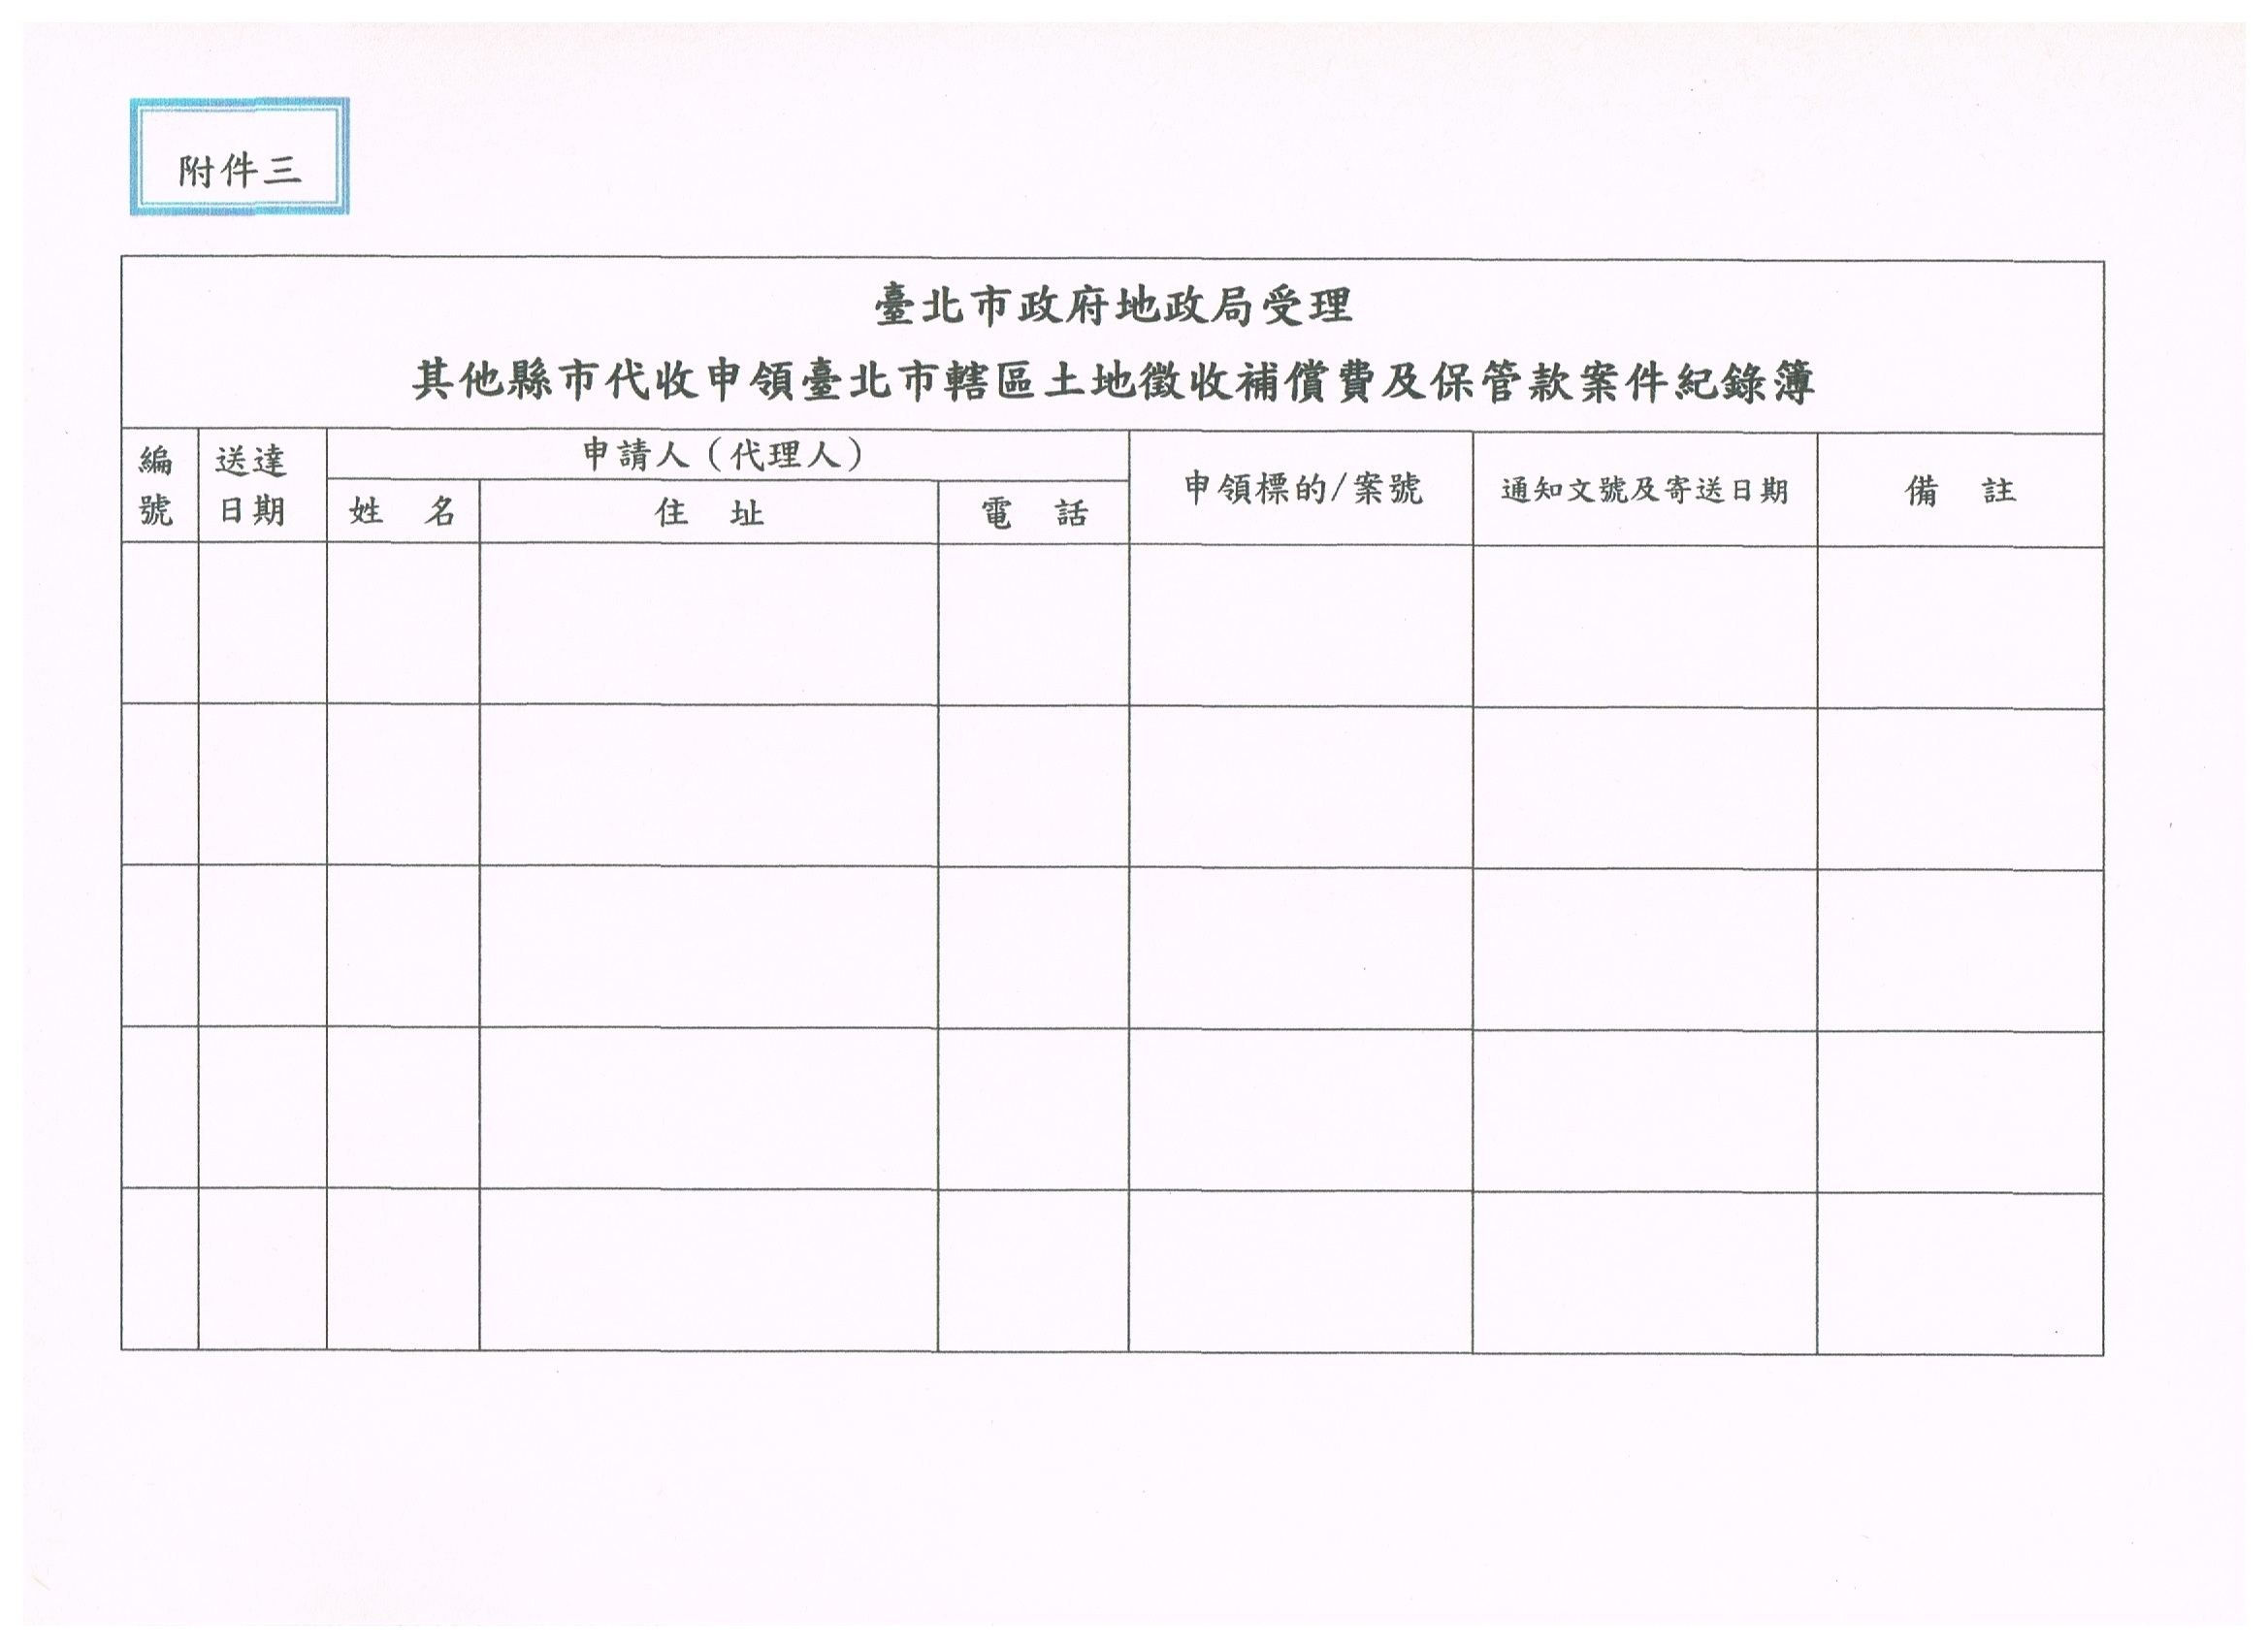 附件三
臺北市政府地政局受理
其他縣市代收申領臺北市轄區土地徵收補償費及保管款案件紀錄簿
編號
送達日期
申請人（代理人）
姓　名
住　址
電　話
申領標的/案號
通知文號及寄送日期
備　註